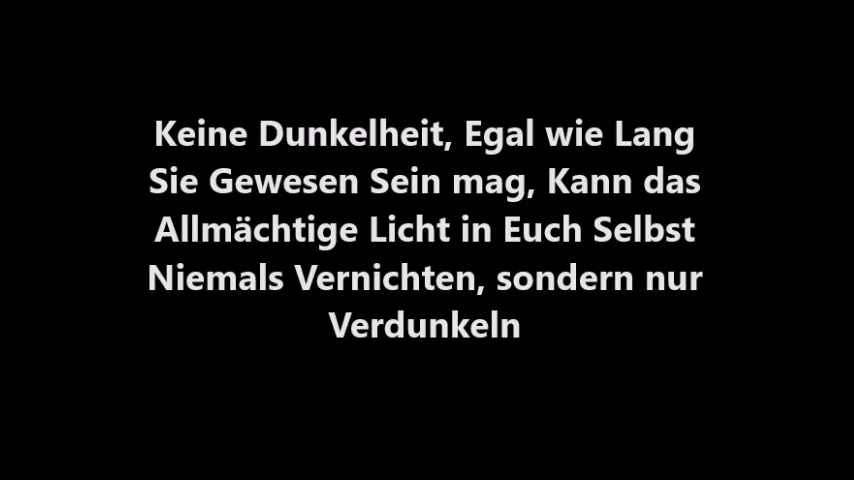 Keine Dunkelheit, Egal wie Lang
Sie Gewesen Sein mag, Kann das
Allmächtige Licht in Euch Selbst
Niemals Vernichten, sondern nur
Verdunkeln